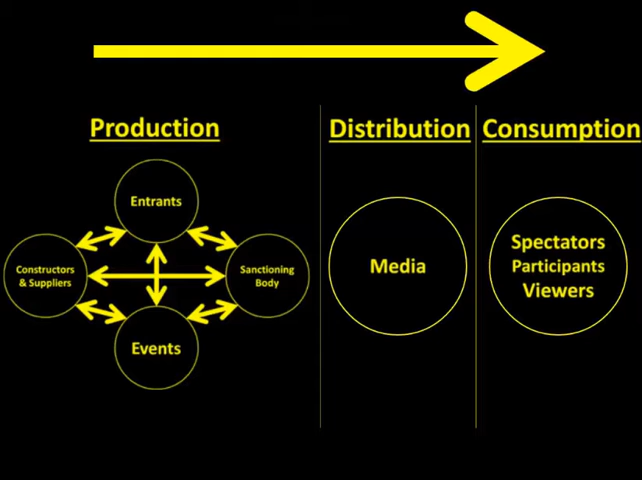 Production
Distribution
Consumption
Entrants
Constructors
& Suppliers
Sanctioning
Body
Events
Media
Spectators
Participants
Viewers